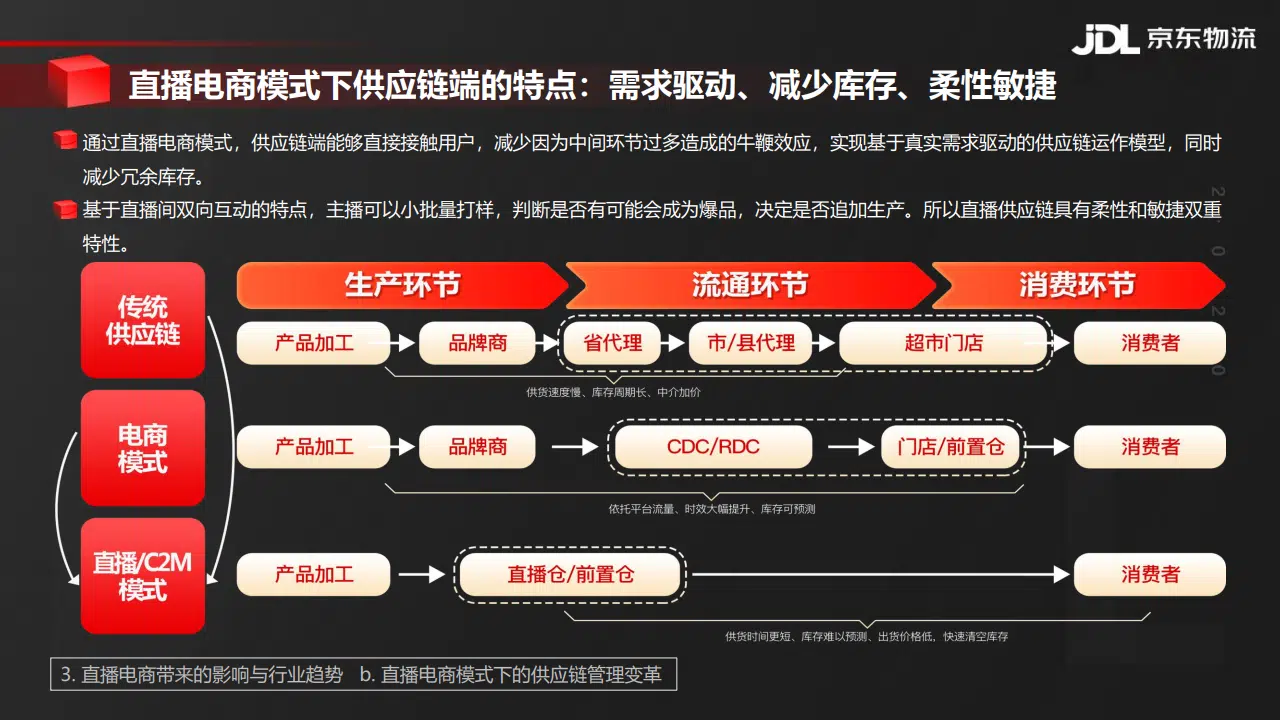 JDL 京东物流
直播电商模式下供应链端的特点：需求驱动、减少库存、柔性敏捷
通过直播电商模式，供应链端能够直接接触用户，减少因为中间环节过多造成的牛鞭效应，实现基于真实需求驱动的供应链运作模型，同时
减少冗余库存。
基于直播间双向互动的特点，主播可以小批量打样，判断是否有可能会成为爆品，决定是否追加生产。所以直播供应链具有柔性和敏捷双重
特性。
生产环节 流通环节 消费环节
传统
供应链
产品加工 品牌商 省代理 市/县代理 超市门店 消费者
供货速度慢、库存周期长、中介加价
电商
模式
产品加工 品牌商 CDC/RDC 门店/前置仓 消费者
依托平台流量、时效大幅提升、库存可预测
直播/C2M
模式
产品加工 直播仓/前置仓 消费者
供货时间更短、库存难以预测、出货价格低，快速清空库存
3. 直播电商带来的影响与行业趋势 b. 直播电商模式下的供应链管理变革
2
0
2
0